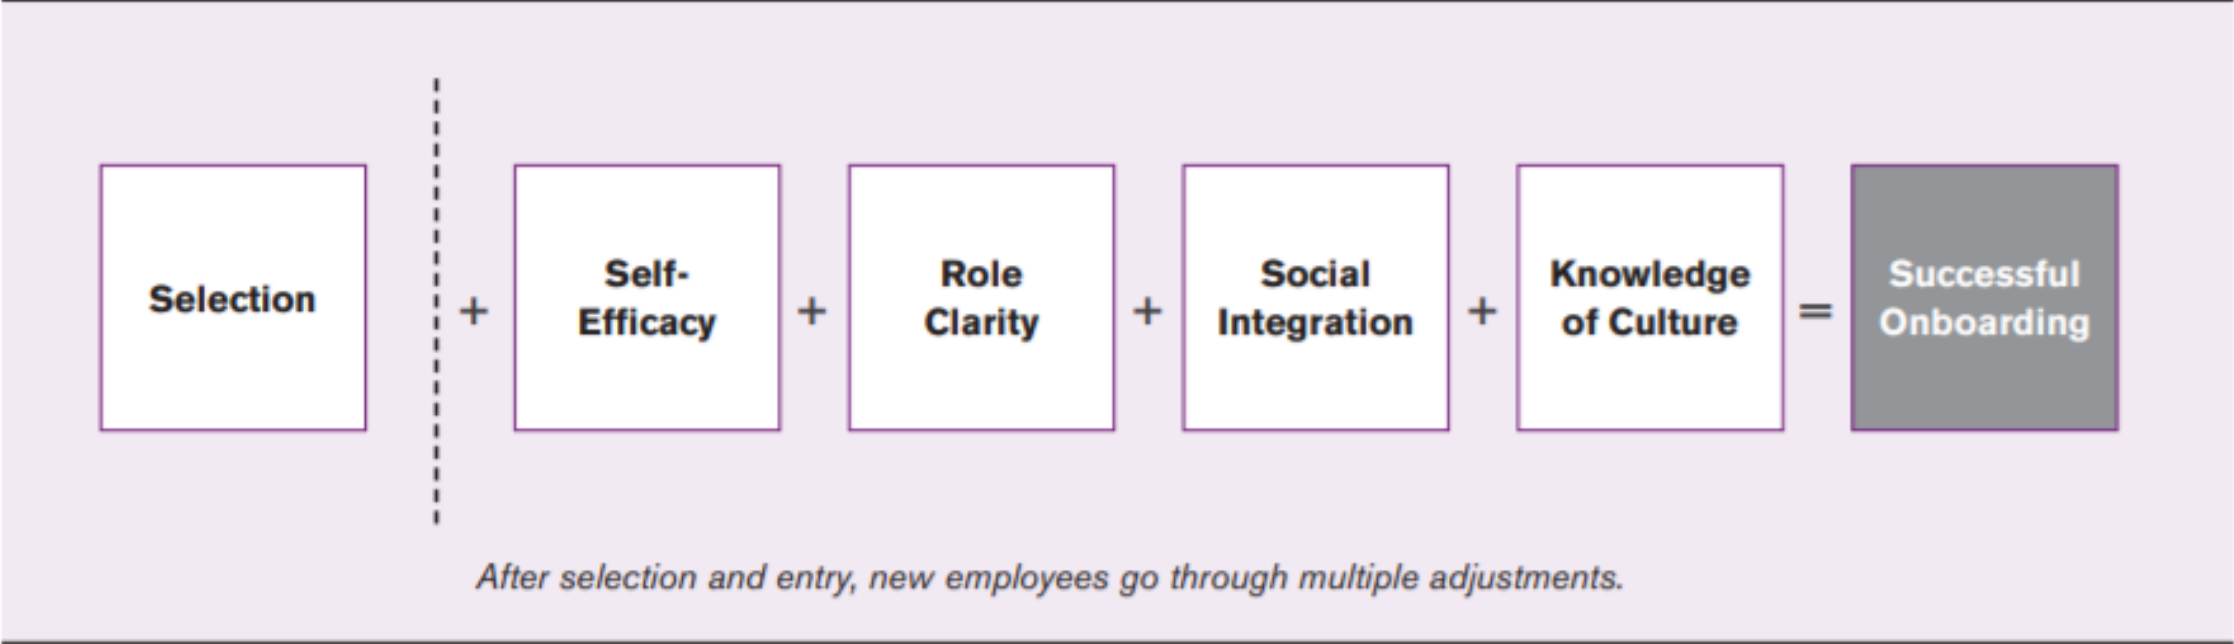 Selection
+
Self-
Efficacy
+
Role
Clarity
+
Social
Integration
+
Knowledge
of Culture
=
Successful
Onboarding
After selection and entry, new employees go through multiple adjustments.